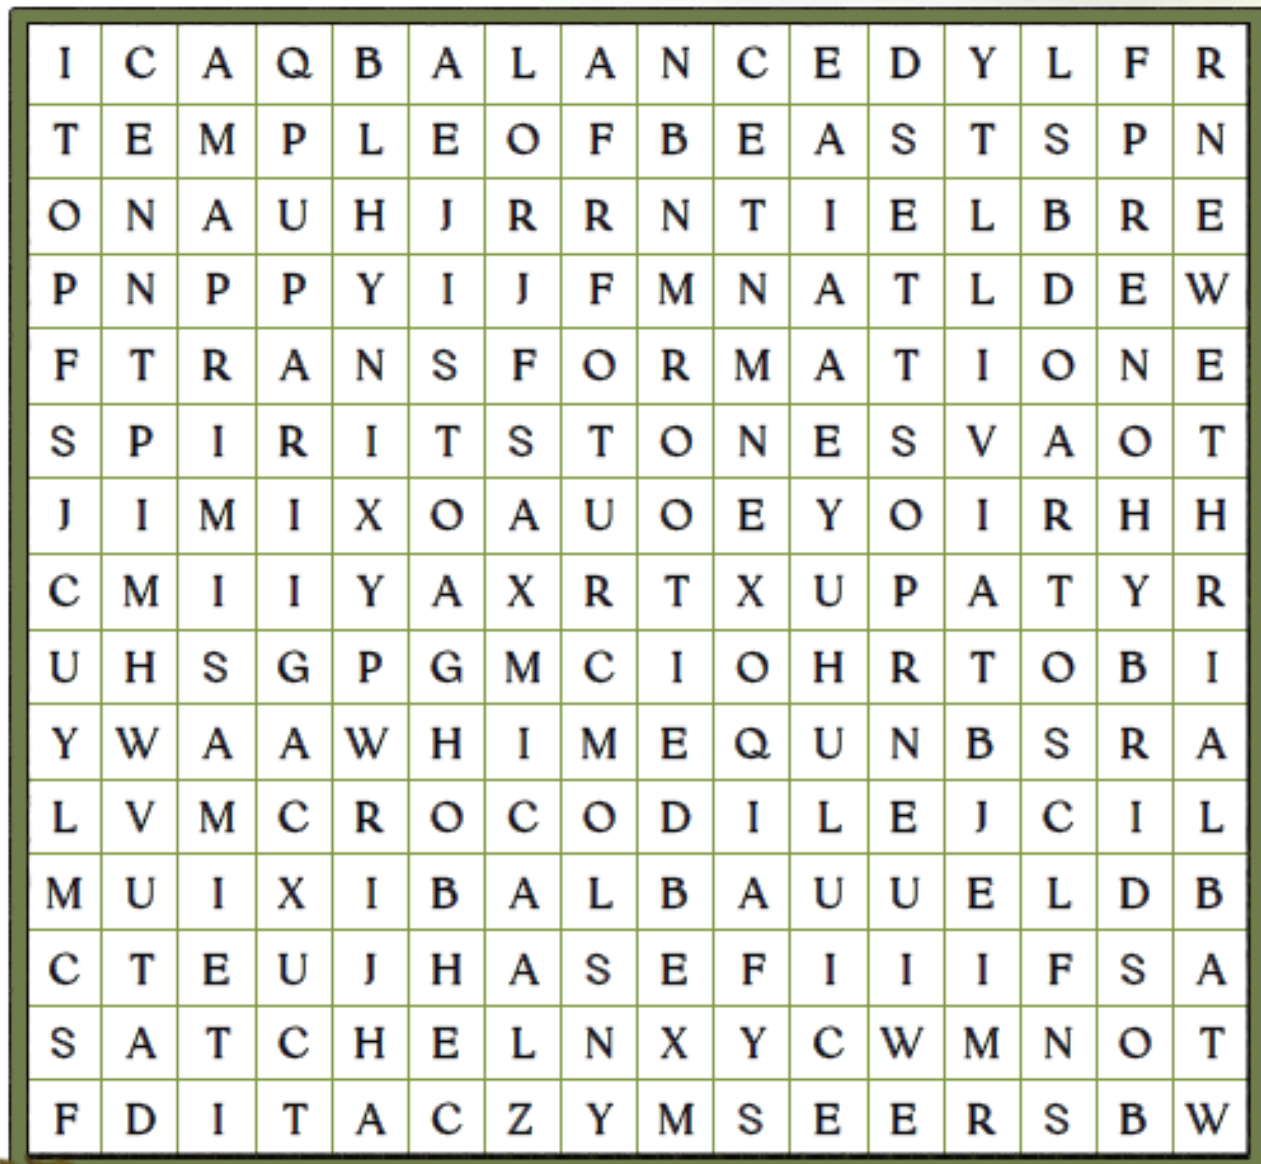 I C A Q B A L A N C E D Y L F R
T E M P L E O F B E A S T S P N
O N A U H J R R N T I E L B R E
P N P P Y I J F M N A T L D E W
F T R A N S F O R M A T I O N E
S P I R I T S T O N E S V A O T
J I M I X O A U O E Y O I R H H
C M I I Y A X R T X U P A T Y R
U H S G P G M C I O H R T O B I
Y W A A W H I M E Q U N B S R A
L V M C R O C O D I L E J C I L
M U I X I B A L B A U U E L D B
C T E U J H A S E F I I I F S A
S A T C H E L N X Y C W M N O T
F D I T A C Z Y M S E E R S B W